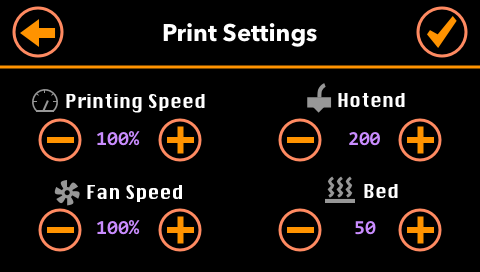 Print Settings
Printing Speed
100%
Hotend
200
Fan Speed
100%
Bed
50